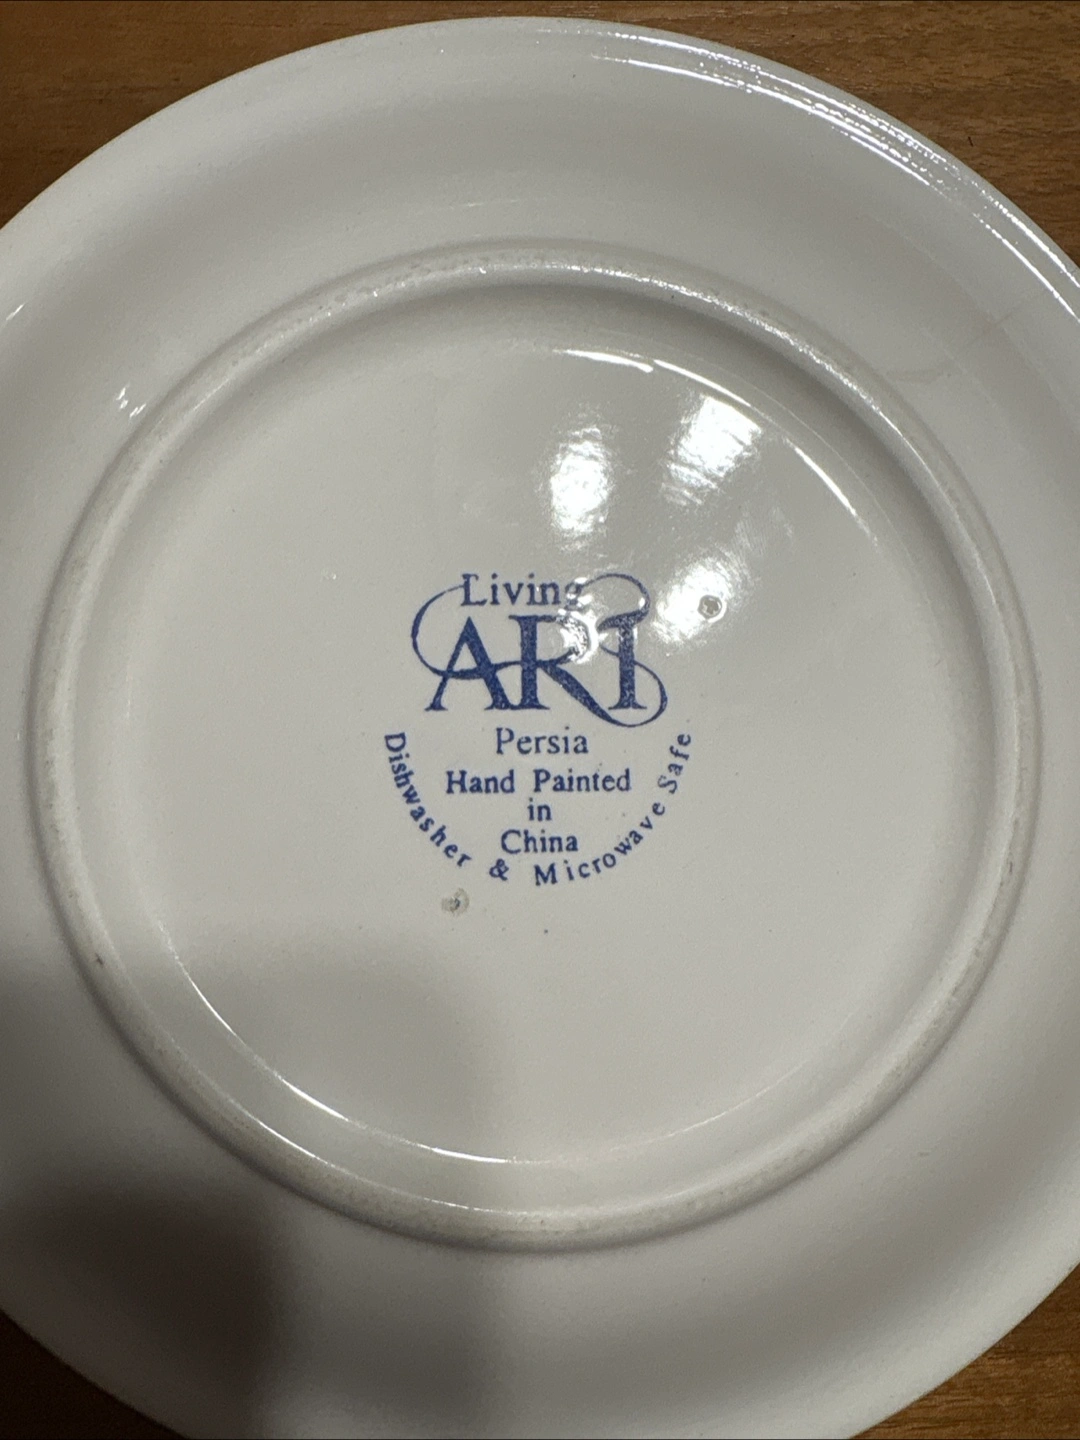 Living
ART
Persia
Hand Painted
in
China
Dishwasher & Microwave Safe